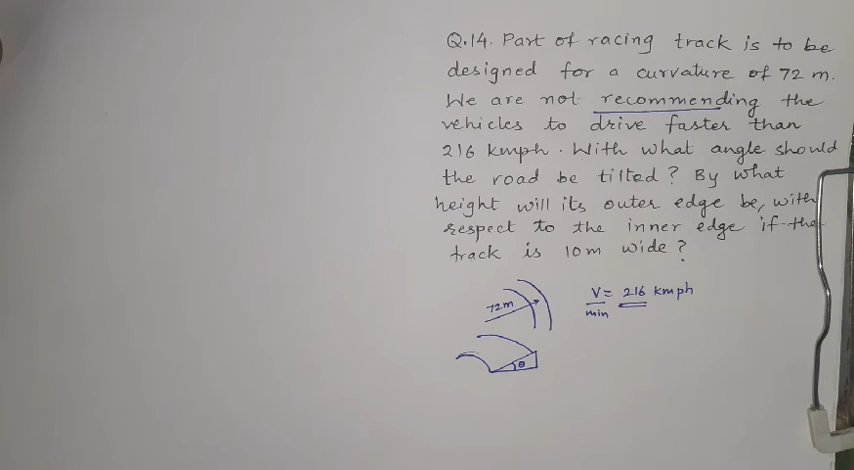 Q.14. Part of racing track is to be
designed for a curvature of 72 m.
We are not recommending the
vehicles to drive faster than
216 kmph. With what angle should
the road be tilted? By what
height will its outer edge be, with
respect to the inner edge if the
track is 10m wide?
72m
V= 216 kmph
min
θ